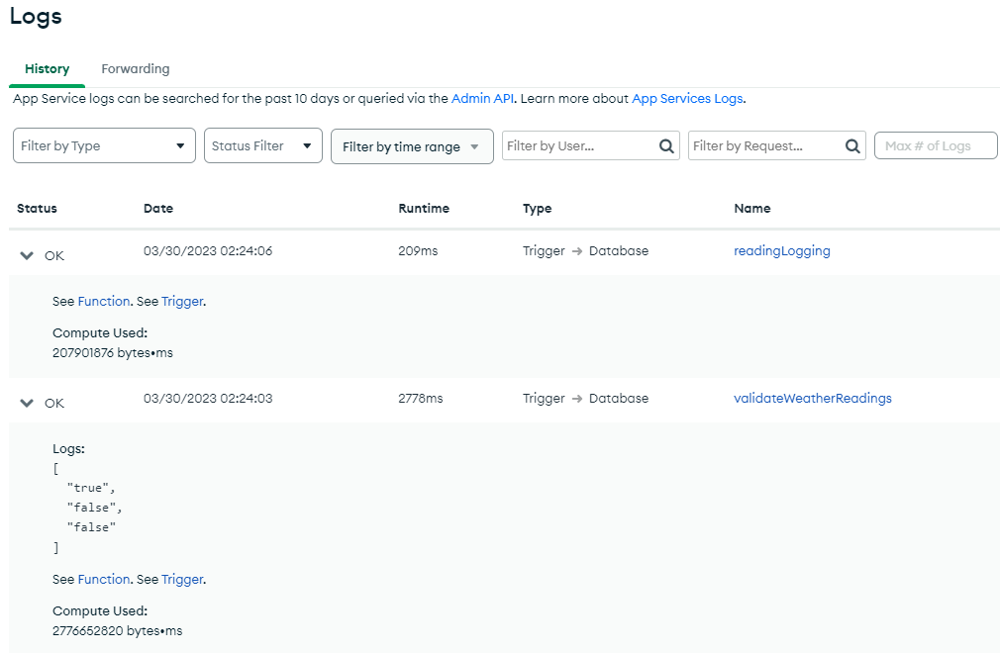 Logs
History Forwarding
App Service logs can be searched for the past 10 days or queried via the Admin API. Learn more about App Services Logs.
Filter by Type Status Filter Filter by time range Filter by User... Filter by Request... Max # of Logs
Status Date Runtime Type Name
OK 03/30/2023 02:24:06 209ms Trigger → Database readingLogging
See Function. See Trigger.
Compute Used:
207901876 bytes•ms
OK 03/30/2023 02:24:03 2778ms Trigger → Database validateWeatherReadings
Logs:
[
"true",
"false",
"false"
]
See Function. See Trigger.
Compute Used:
2776652820 bytes•ms